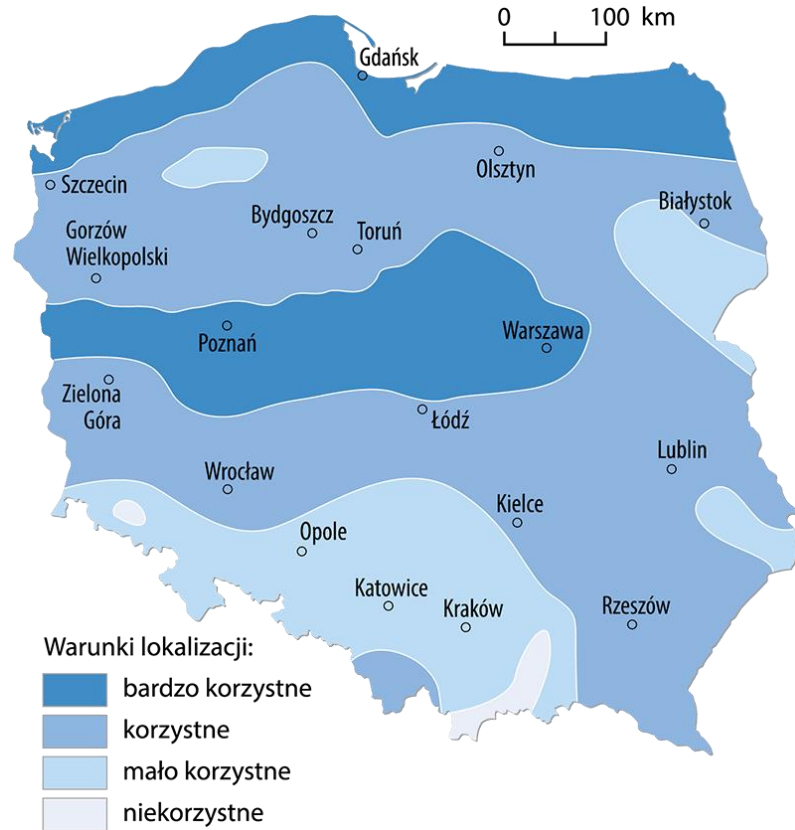 0 100 km
Gdańsk
Olsztyn
Szczecin
Białystok
Bydgoszcz
Toruń
Gorzów
Wielkopolski
Poznań
Warszawa
Zielona
Góra
Łódź
Lublin
Wrocław
Kielce
Opole
Katowice
Kraków
Rzeszów
Warunki lokalizacji:
bardzo korzystne
korzystne
mało korzystne
niekorzystne